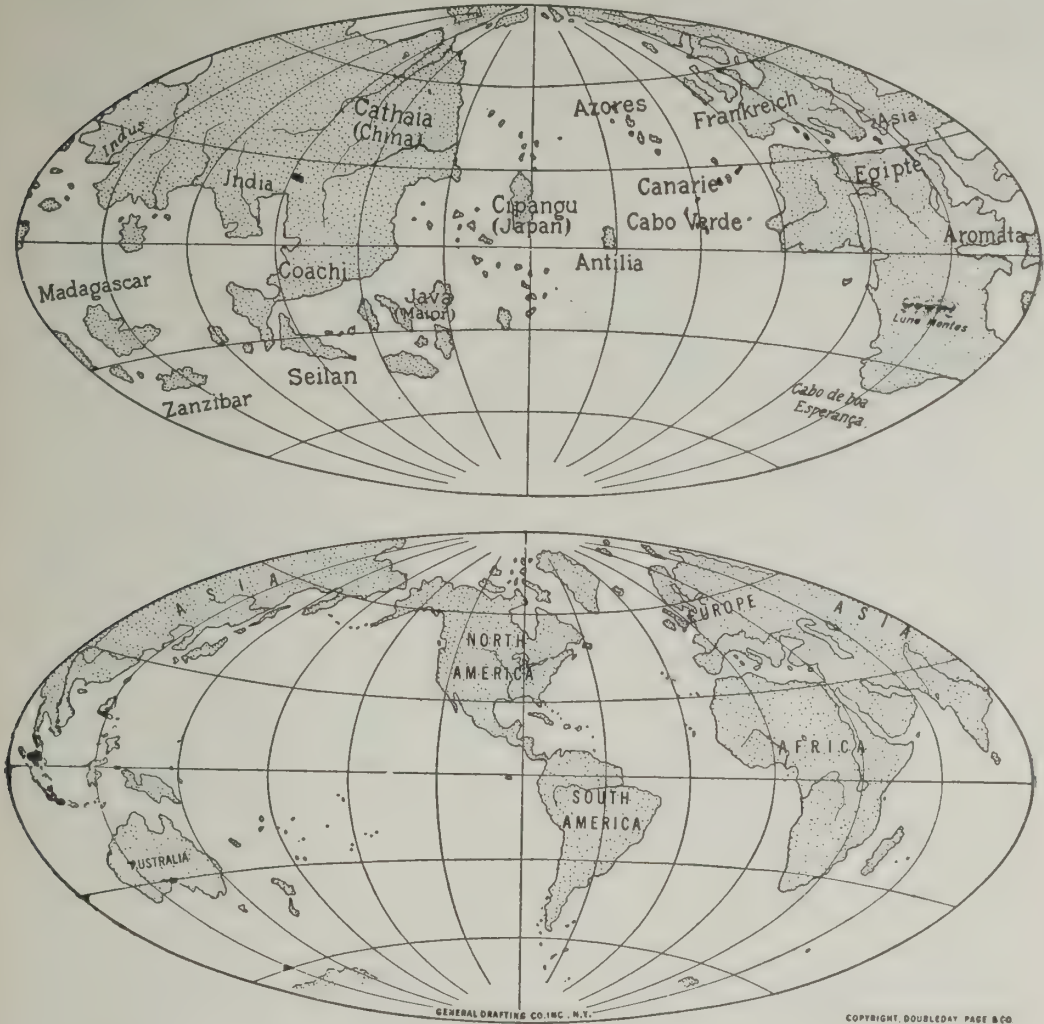 Cathaia
(China)
Azores
Frankreich
Asia
Indus
India
Canarie
Egipte
Cipangu
(Japan)
Cabo Verde
Aromata
Antilia
Coachi
Madagascar
Java
(Maior)
Lune Montes
Seilan
Zanzibar
Cabo de boa
Esperança.
ASIA
EUROPE
ASIA
NORTH
AMERICA
AFRICA
SOUTH
AMERICA
AUSTRALIA
GENERAL DRAFTING CO. INC., N.Y.
COPYRIGHT, DOUBLEDAY PAGE & CO